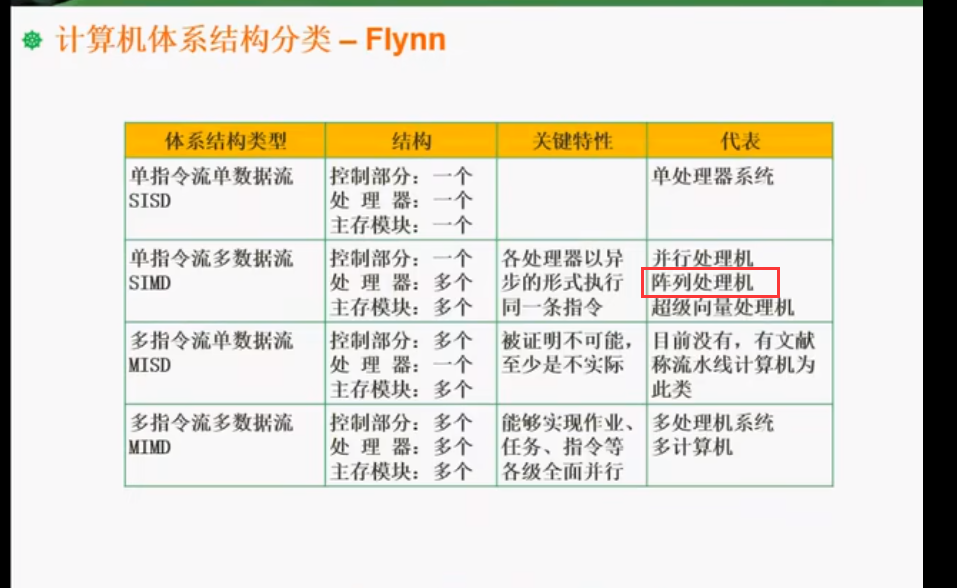 计算机体系结构分类 – Flynn
体系结构类型 结构 关键特性 代表
单指令流单数据流
SISD
控制部分：一个
处 理 器：一个
主存模块：一个
单处理器系统
单指令流多数据流
SIMD
控制部分：一个
处 理 器：多个
主存模块：多个
各处理器以异
步的形式执行
同一条指令
并行处理机
阵列处理机
超级向量处理机
多指令流单数据流
MISD
控制部分：多个
处 理 器：一个
主存模块：多个
被证明不可能，
至少是不实际
目前没有，有文献
称流水线计算机为
此类
多指令流多数据流
MIMD
控制部分：多个
处 理 器：多个
主存模块：多个
能够实现作业、
任务、指令等
各级全面并行
多处理机系统
多计算机